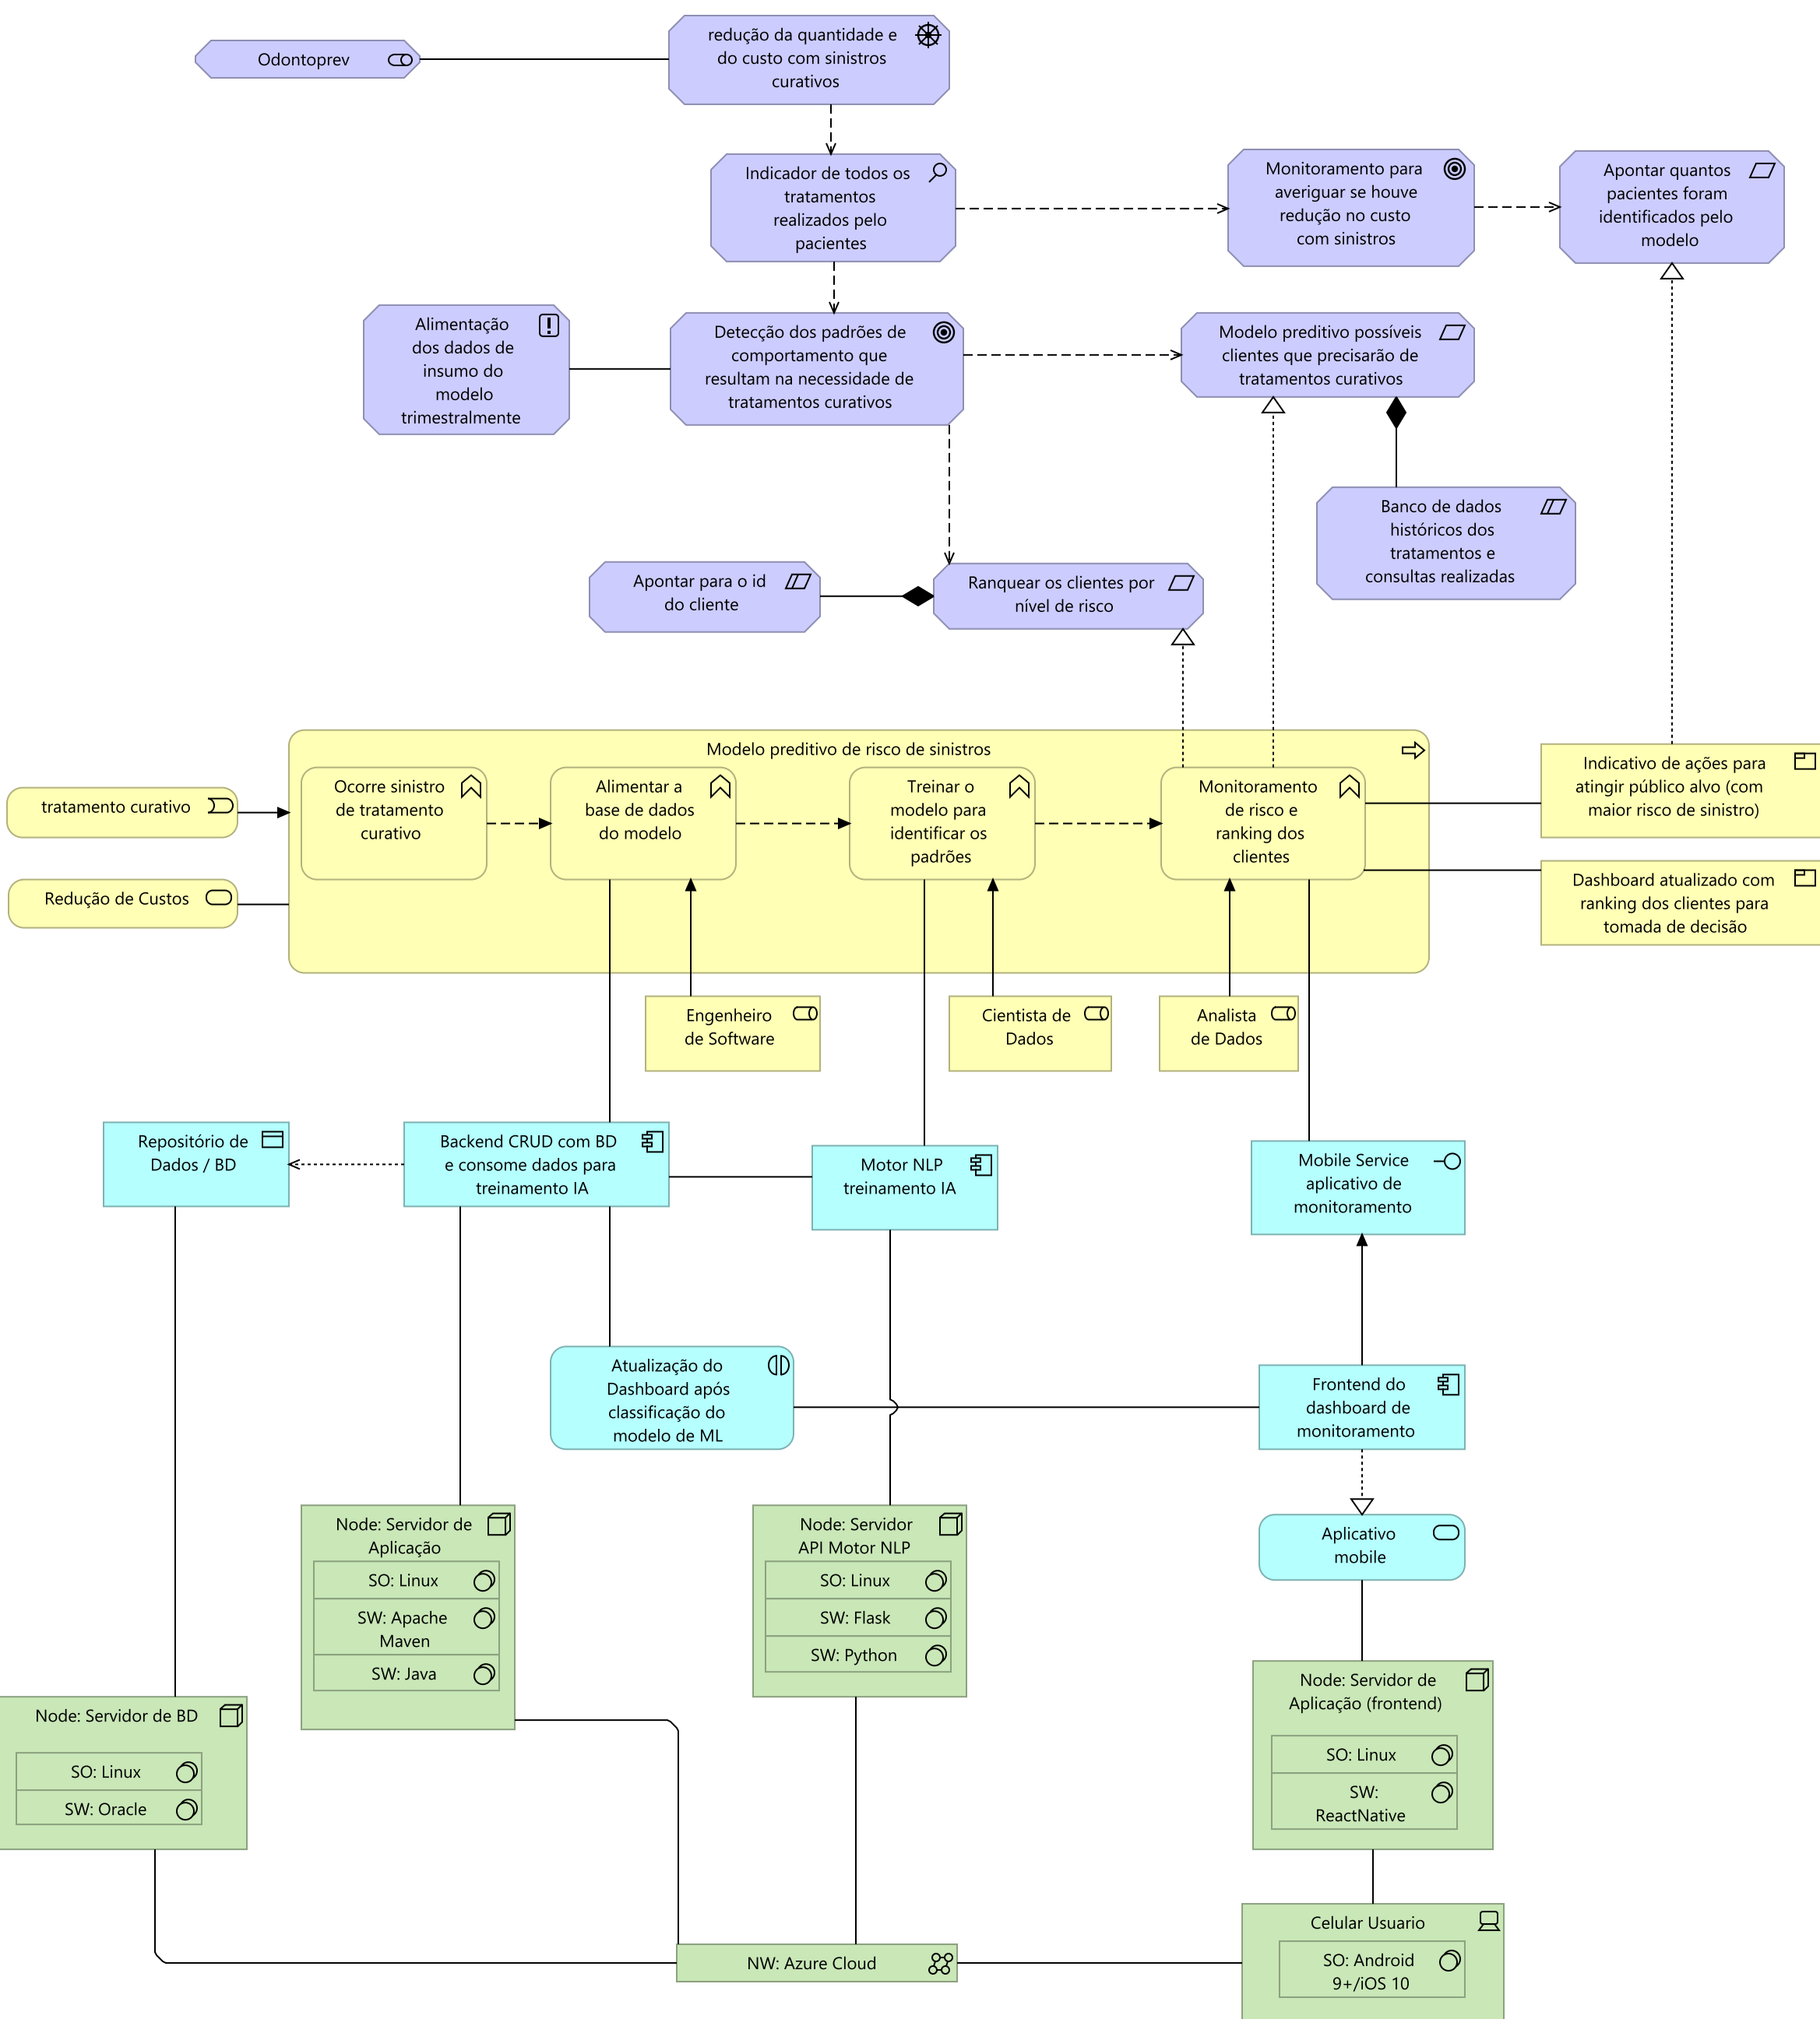 redução da quantidade e
do custo com sinistros
curativos
Odontoprev
Indicador de todos os
tratamentos
realizados pelo
pacientes
Monitoramento para
averiguar se houve
redução no custo
com sinistros
Apontar quantos
pacientes foram
identificados pelo
modelo
Alimentação
dos dados de
insumo do
modelo
trimestralmente
Detecção dos padrões de
comportamento que
resultam na necessidade de
tratamentos curativos
Modelo preditivo possíveis
clientes que precisarão de
tratamentos curativos
Banco de dados
históricos dos
tratamentos e
consultas realizadas
Apontar para o id
do cliente
Ranquear os clientes por
nível de risco
Modelo preditivo de risco de sinistros
tratamento curativo
Redução de Custos
Ocorre sinistro
de tratamento
curativo
Alimentar a
base de dados
do modelo
Treinar o
modelo para
identificar os
padrões
Monitoramento
de risco e
ranking dos
clientes
Indicativo de ações para
atingir público alvo (com
maior risco de sinistro)
Dashboard atualizado com
ranking dos clientes para
tomada de decisão
Engenheiro
de Software
Cientista de
Dados
Analista
de Dados
Repositório de
Dados / BD
Backend CRUD com BD
e consome dados para
treinamento IA
Motor NLP
treinamento IA
Mobile Service
aplicativo de
monitoramento
Atualização do
Dashboard após
classificação do
modelo de ML
Frontend do
dashboard de
monitoramento
Aplicativo
mobile
Node: Servidor de
Aplicação
SO: Linux
SW: Apache
Maven
SW: Java
Node: Servidor
API Motor NLP
SO: Linux
SW: Flask
SW: Python
Node: Servidor de BD
SO: Linux
SW: Oracle
Node: Servidor de
Aplicação (frontend)
SO: Linux
SW:
ReactNative
NW: Azure Cloud
Celular Usuario
SO: Android
9+/iOS 10